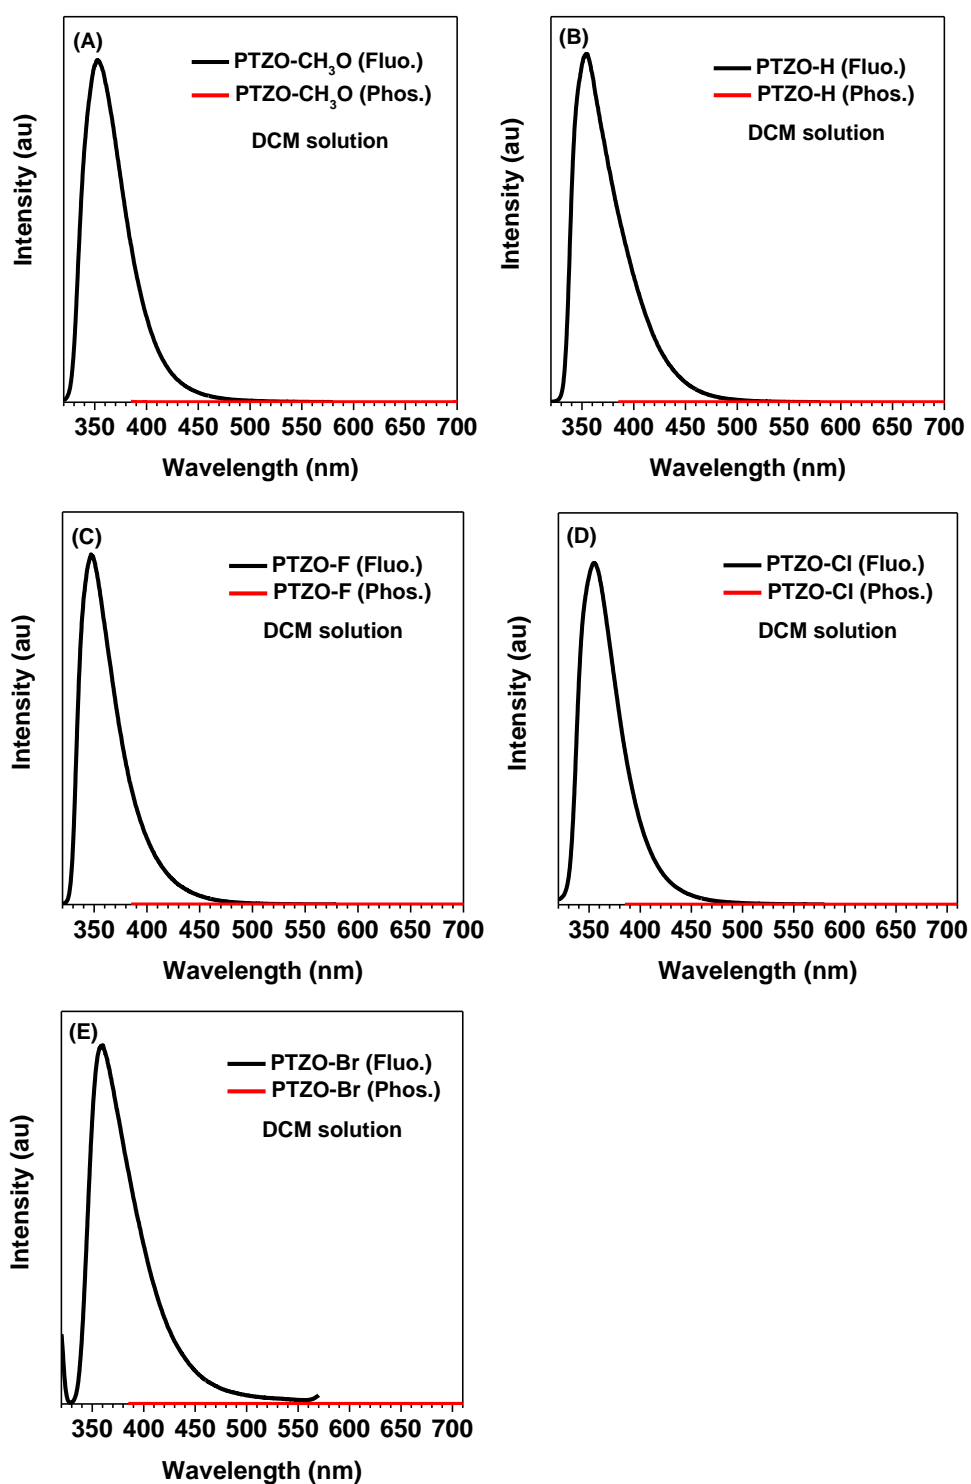 (A)
PTZO-CH₃O (Fluo.)
PTZO-CH₃O (Phos.)
DCM solution
Intensity (au)
350 400 450 500 550 600 650 700
Wavelength (nm)
(B)
PTZO-H (Fluo.)
PTZO-H (Phos.)
DCM solution
Intensity (au)
350 400 450 500 550 600 650 700
Wavelength (nm)
(C)
PTZO-F (Fluo.)
PTZO-F (Phos.)
DCM solution
Intensity (au)
350 400 450 500 550 600 650 700
Wavelength (nm)
(D)
PTZO-Cl (Fluo.)
PTZO-Cl (Phos.)
DCM solution
Intensity (au)
350 400 450 500 550 600 650 700
Wavelength (nm)
(E)
PTZO-Br (Fluo.)
PTZO-Br (Phos.)
DCM solution
Intensity (au)
350 400 450 500 550 600 650 700
Wavelength (nm)